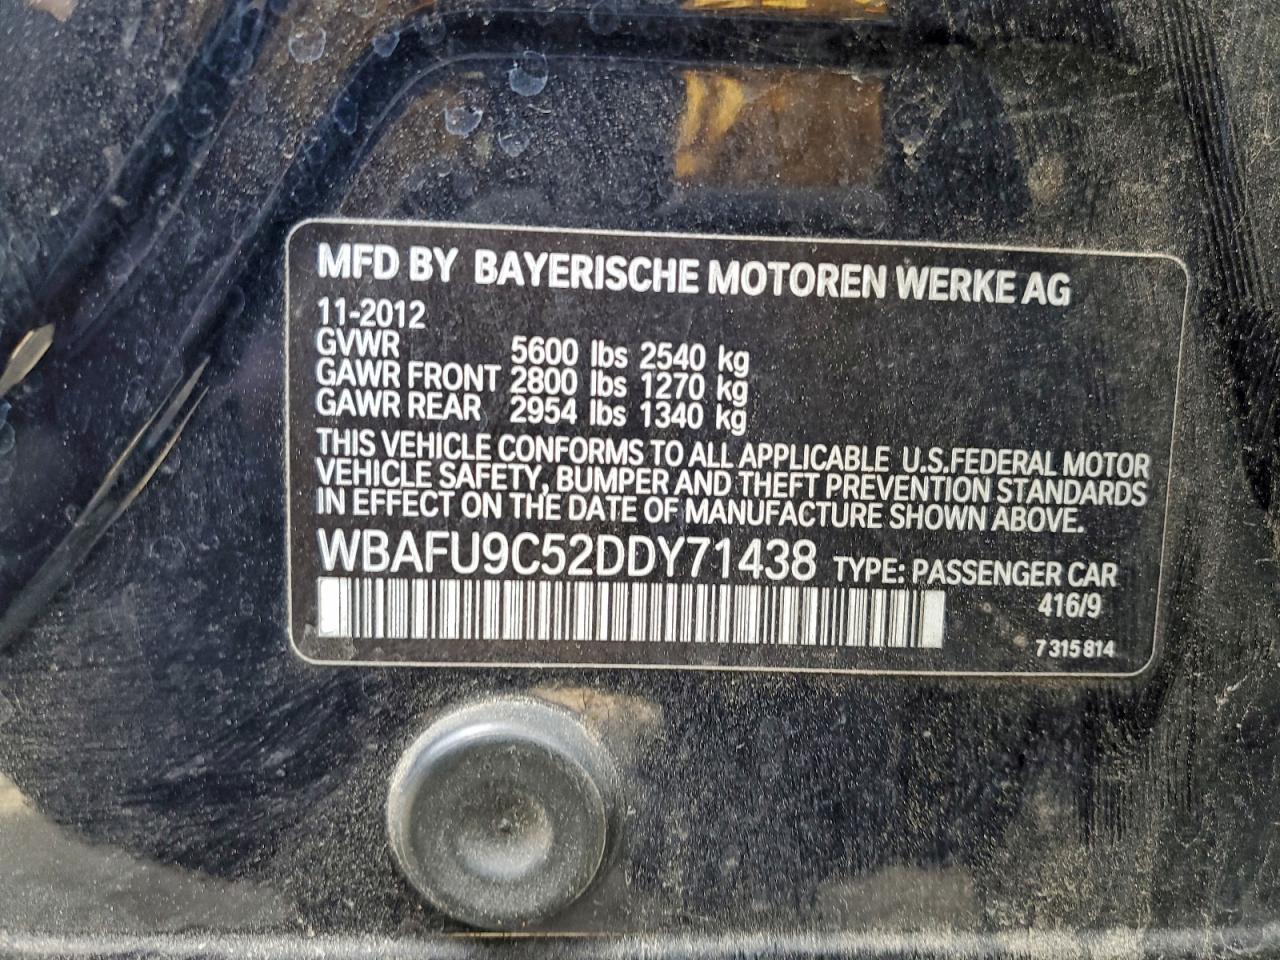 MFD BY BAYERISCHE MOTOREN WERKE AG
11-2012
GVWR 5600 lbs 2540 kg
GAWR FRONT 2800 lbs 1270 kg
GAWR REAR 2954 lbs 1340 kg
THIS VEHICLE CONFORMS TO ALL APPLICABLE U.S.FEDERAL MOTOR
VEHICLE SAFETY, BUMPER AND THEFT PREVENTION STANDARDS
IN EFFECT ON THE DATE OF MANUFACTURE SHOWN ABOVE.
WBAFU9C52DDY71438 TYPE: PASSENGER CAR
416/9
7 315 814